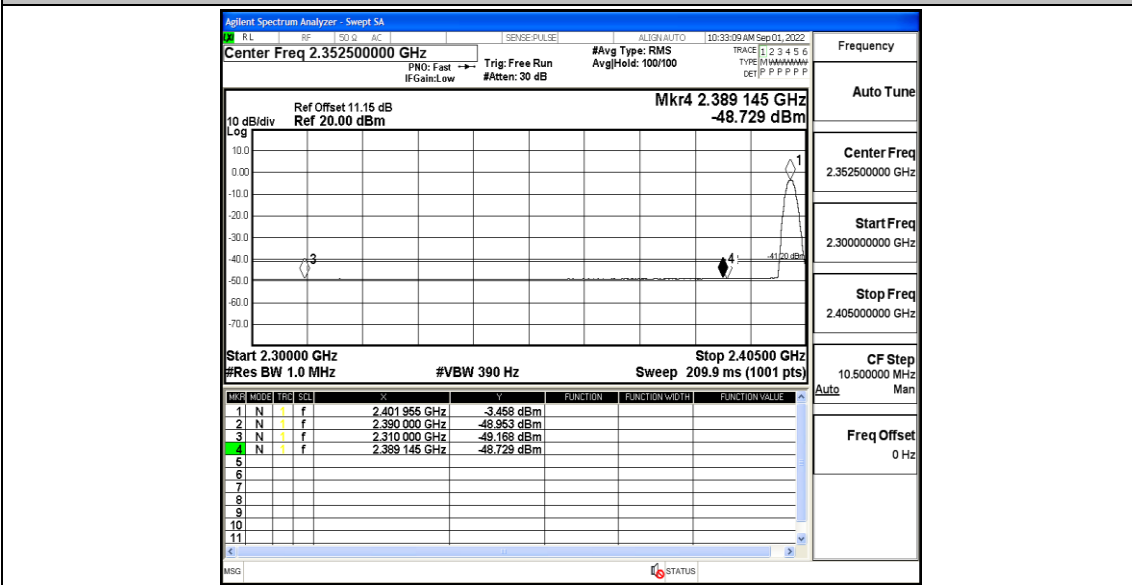 Agilent Spectrum Analyzer - Swept SA
RL RF 50 Ω AC SENSE:PULSE ALIGN AUTO 10:33:09 AM Sep 01, 2022
Center Freq 2.352500000 GHz
PNO: Fast
IFGain:Low
Trig: Free Run
#Atten: 30 dB
#Avg Type: RMS
Avg|Hold: 100/100
TRACE 1 2 3 4 5 6
TYPE M WWWWW
DET P P P P P P
Mkr4 2.389 145 GHz
-48.729 dBm
Ref Offset 11.15 dB
10 dB/div Ref 20.00 dBm
Log
10.0
0.00
-10.0
-20.0
-30.0
-40.0
-50.0
-60.0
-70.0
1
3
4
-41.20 dBm
Start 2.30000 GHz Stop 2.40500 GHz
#Res BW 1.0 MHz #VBW 390 Hz Sweep 209.9 ms (1001 pts)
MKR MODE TRC SCL X Y FUNCTION FUNCTION WIDTH FUNCTION VALUE
1 N 1 f 2.401 955 GHz -3.458 dBm
2 N 1 f 2.390 000 GHz -48.953 dBm
3 N 1 f 2.310 000 GHz -49.168 dBm
4 N 1 f 2.389 145 GHz -48.729 dBm
5
6
7
8
9
10
11
MSG STATUS
Frequency
Auto Tune
Center Freq
2.352500000 GHz
Start Freq
2.300000000 GHz
Stop Freq
2.405000000 GHz
CF Step
10.500000 MHz
Auto Man
Freq Offset
0 Hz